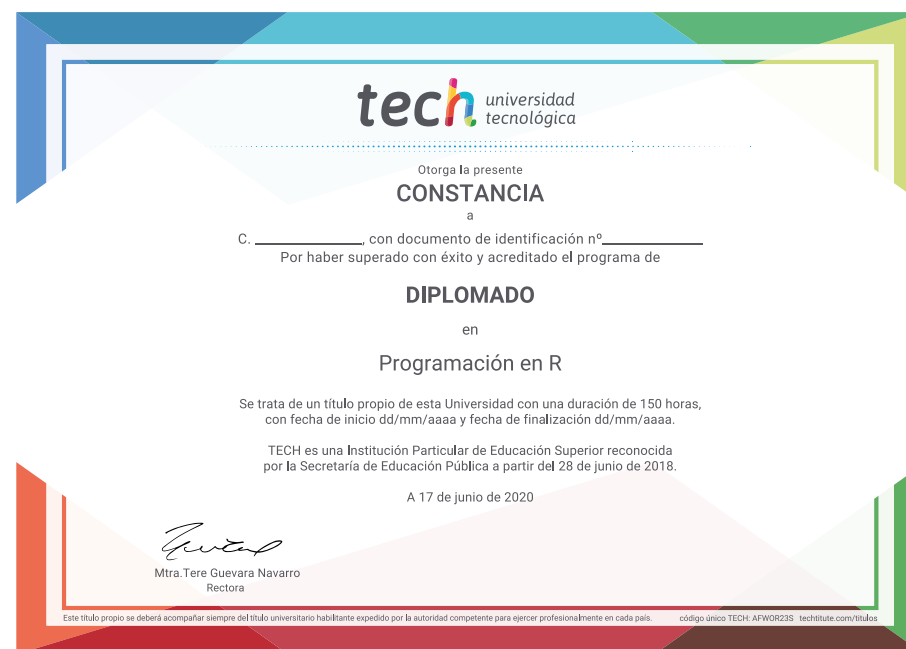 tech universidad
tecnológica
Otorga la presente
CONSTANCIA
a
C. ____________, con documento de identificación nº___________
Por haber superado con éxito y acreditado el programa de
DIPLOMADO
en
Programación en R
Se trata de un título propio de esta Universidad con una duración de 150 horas,
con fecha de inicio dd/mm/aaaa y fecha de finalización dd/mm/aaaa.
TECH es una Institución Particular de Educación Superior reconocida
por la Secretaría de Educación Pública a partir del 28 de junio de 2018.
A 17 de junio de 2020
Mtra.Tere Guevara Navarro
Rectora
Este título propio se deberá acompañar siempre del título universitario habilitante expedido por la autoridad competente para ejercer profesionalmente en cada país. código único TECH: AFWOR23S techtitute.com/titulos